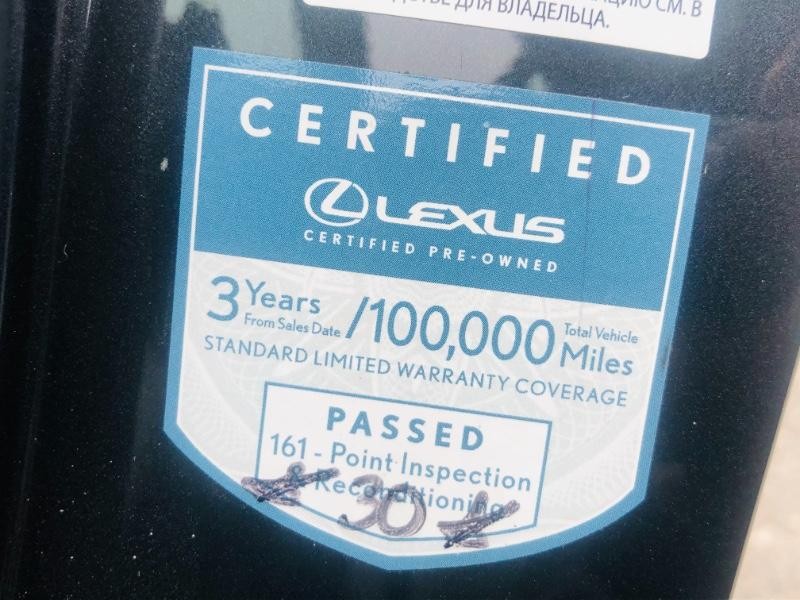 СМ. В
ДЛЯ ВЛАДЕЛЬЦА.
CERTIFIED
LEXUS
CERTIFIED PRE-OWNED
3 Years From Sales Date /100,000 Total Vehicle Miles
STANDARD LIMITED WARRANTY COVERAGE
PASSED
161 - Point Inspection
& Reconditioning
30